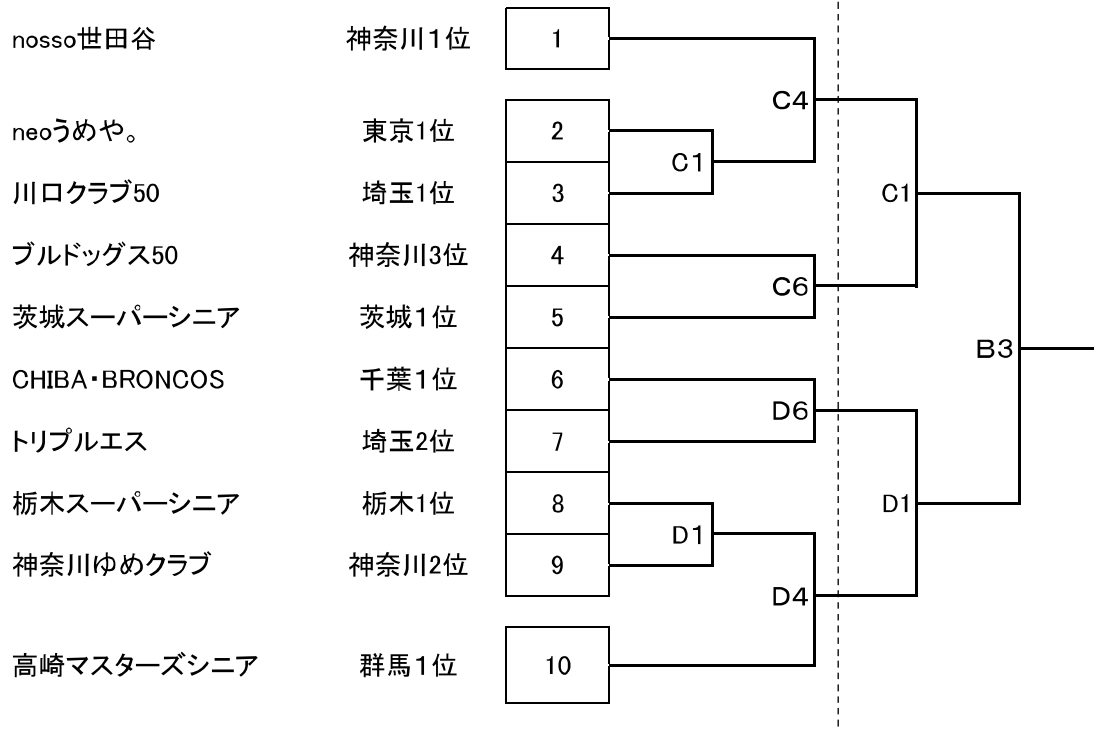 nosso世田谷 神奈川１位 1
C4
neoうめや。 東京1位 2
C1
川口クラブ50 埼玉1位 3
C1
ブルドッグス50 神奈川3位 4
C6
茨城スーパーシニア 茨城１位 5
B3
CHIBA・BRONCOS 千葉１位 6
D6
トリプルエス 埼玉2位 7
栃木スーパーシニア 栃木1位 8
D1
D1
神奈川ゆめクラブ 神奈川2位 9
D4
高崎マスターズシニア 群馬１位 10